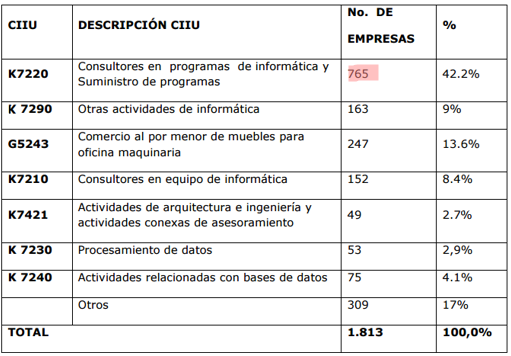 CIIU DESCRIPCIÓN CIIU No. DE EMPRESAS %
K7220 Consultores en programas de informática y Suministro de programas 765 42.2%
K 7290 Otras actividades de informática 163 9%
G5243 Comercio al por menor de muebles para oficina maquinaria 247 13.6%
K7210 Consultores en equipo de informática 152 8.4%
K7421 Actividades de arquitectura e ingeniería y actividades conexas de asesoramiento 49 2.7%
K 7230 Procesamiento de datos 53 2,9%
K 7240 Actividades relacionadas con bases de datos 75 4.1%
Otros 309 17%
TOTAL 1.813 100,0%